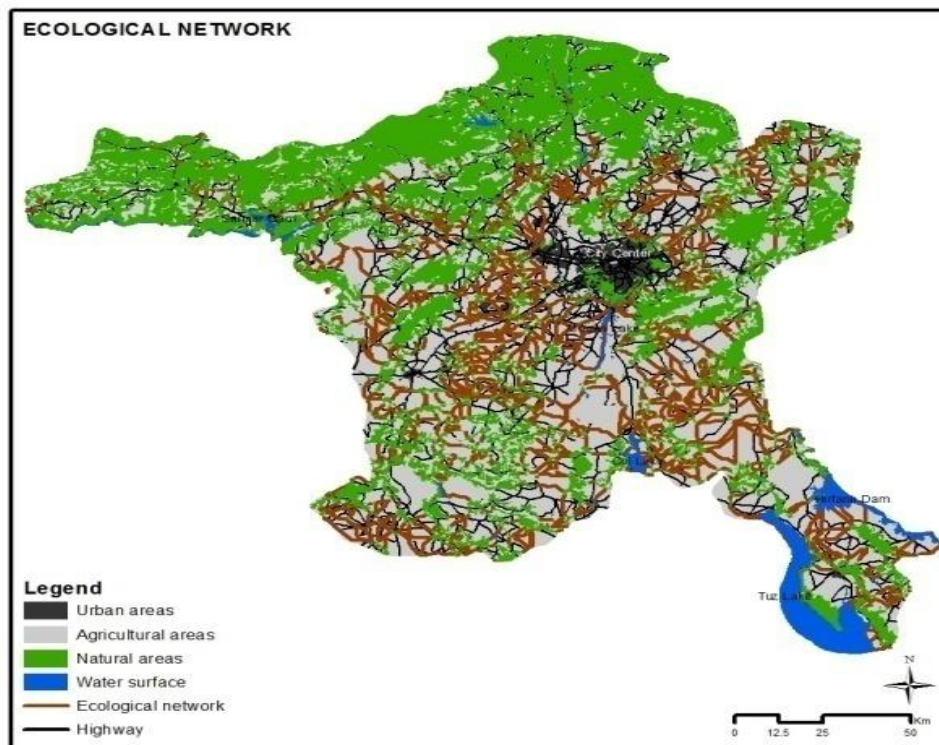 ECOLOGICAL NETWORK
City Center
Dam
Tuz Lake
Legend
Urban areas
Agricultural areas
Natural areas
Water surface
Ecological network
Highway
N
Km
0 12.5 25 50